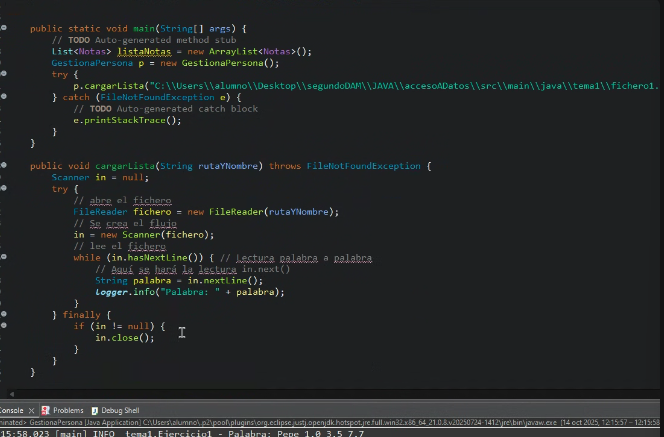 public static void main(String[] args) {
// TODO Auto-generated method stub
List<Notas> listaNotas = new ArrayList<Notas>();
GestionaPersona p = new GestionaPersona();
try {
p.cargarLista("C:\\Users\\alumno\\Desktop\\segundoDAM\\JAVA\\accesoADatos\\src\\main\\java\\tema1\\fichero1.
} catch (FileNotFoundException e) {
// TODO Auto-generated catch block
e.printStackTrace();
}
}
public void cargarLista(String rutaYNombre) throws FileNotFoundException {
Scanner in = null;
try {
// abre el fichero
FileReader fichero = new FileReader(rutaYNombre);
// Se crea el flujo
in = new Scanner(fichero);
// lee el fichero
while (in.hasNextLine()) { // Lectura palabra a palabra
// Aquí se hará la lectura in.next()
String palabra = in.nextLine();
Logger.info("Palabra: " + palabra);
}
} finally {
if (in != null) {
in.close();
}
}
}
Console Problems Debug Shell
minated> GestionaPersona [Java Application] C:\Users\alumno\.p2\pool\plugins\org.eclipse.justj.openjdk.hotspot.jre.full.win32.x86_64_21.0.8.v20250724-1412\jre\bin\javaw.exe (14 oct 2025, 12:15:57 – 12:15:58
15:58.023 [main] INFO tema1.Ejercicio1 - Palabra: Pepe 1.0 3.5 7.7